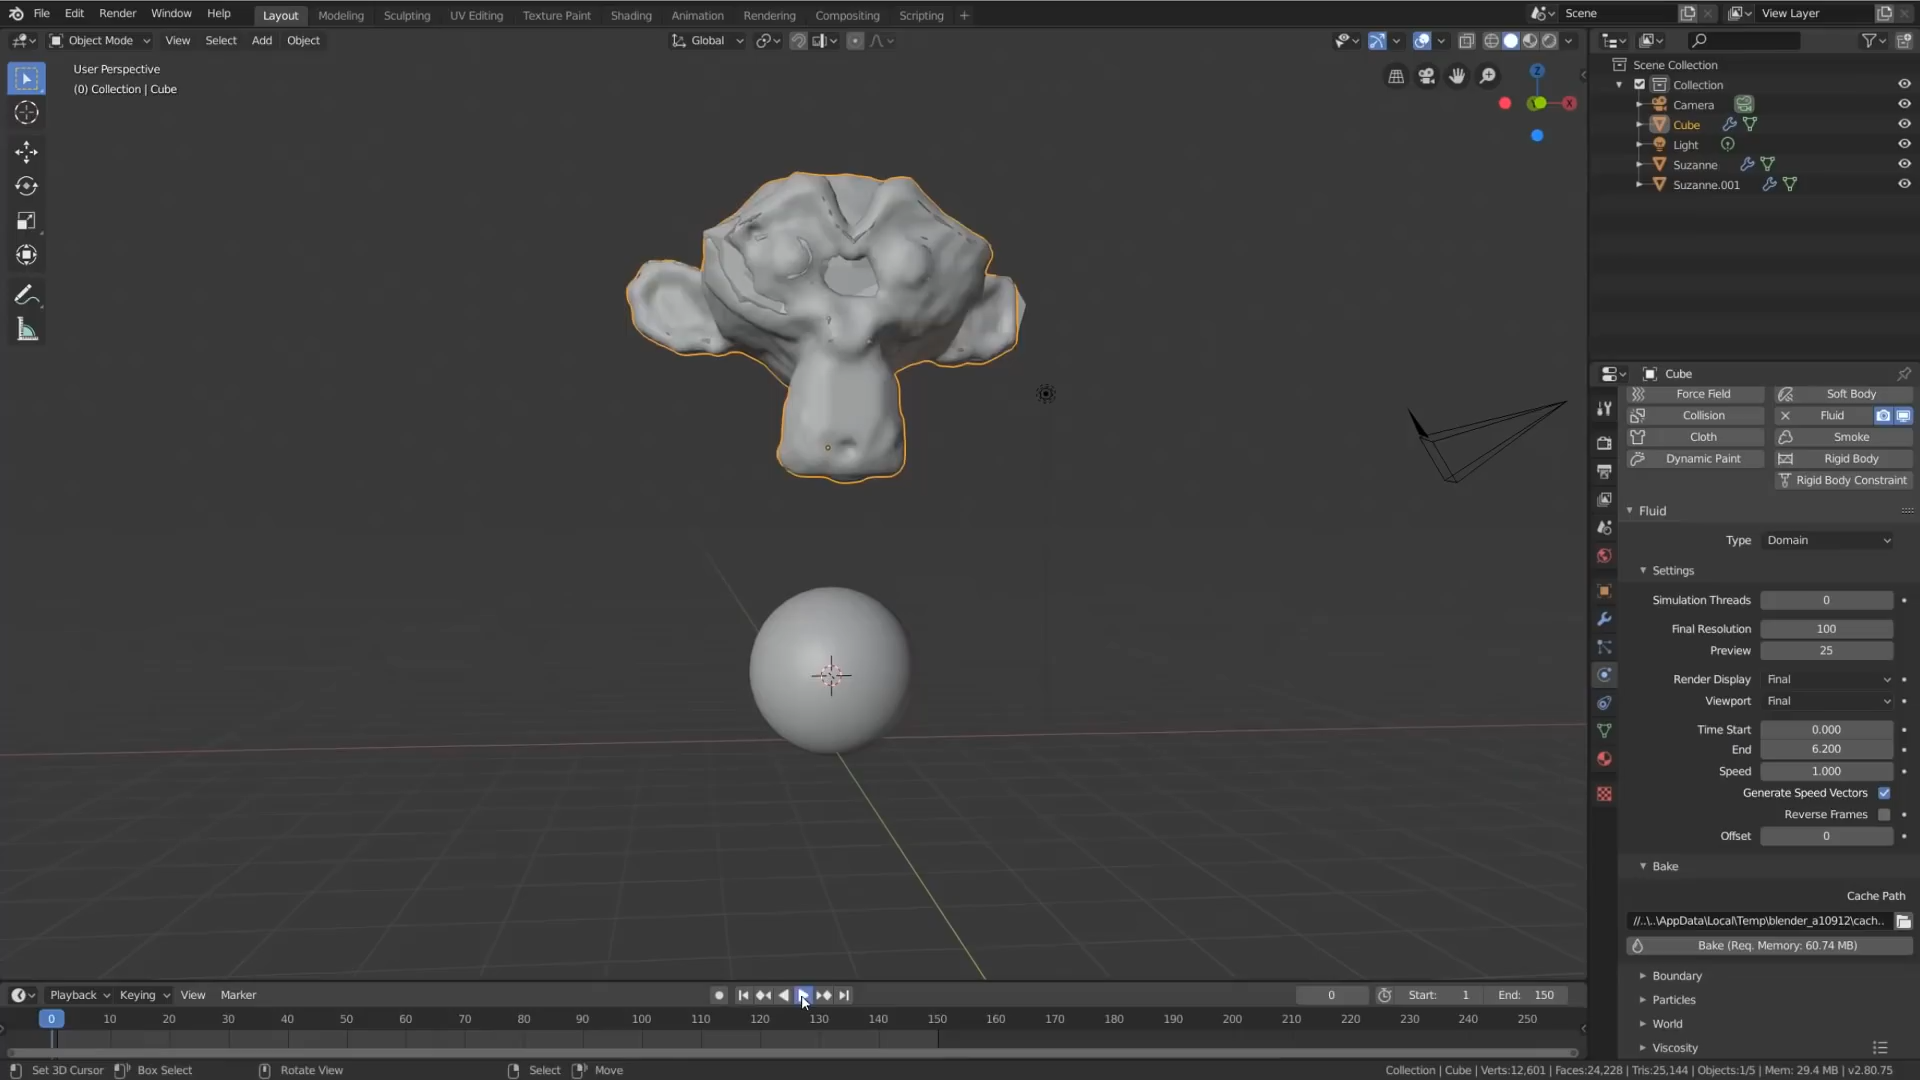 File Edit Render Window Help Layout Modeling Sculpting UV Editing Texture Paint Shading Animation Rendering Compositing Scripting + Scene View Layer
Object Mode View Select Add Object Global
User Perspective
(0) Collection | Cube
Z
Y
X
Scene Collection
Collection
Camera
Cube
Light
Suzanne
Suzanne.001
Cube
Force Field Soft Body
Collision Fluid
Cloth Smoke
Dynamic Paint Rigid Body
Rigid Body Constraint
Fluid
Type Domain
Settings
Simulation Threads 0
Final Resolution 100
Preview 25
Render Display Final
Viewport Final
Time Start 0.000
End 6.200
Speed 1.000
Generate Speed Vectors
Reverse Frames
Offset 0
Bake
Cache Path
//..\..\AppData\Local\Temp\blender_a10912\cach..
Bake (Req. Memory: 60.74 MB)
Boundary
Particles
World
Viscosity
Playback Keying View Marker 0 Start: 1 End: 150
0 10 20 30 40 50 60 70 80 90 100 110 120 130 140 150 160 170 180 190 200 210 220 230 240 250
Set 3D Cursor Box Select Rotate View Select Move Collection | Cube | Verts:12,601 | Faces:24,228 | Tris:25,144 | Objects:1/5 | Mem: 29.4 MB | v2.80.75